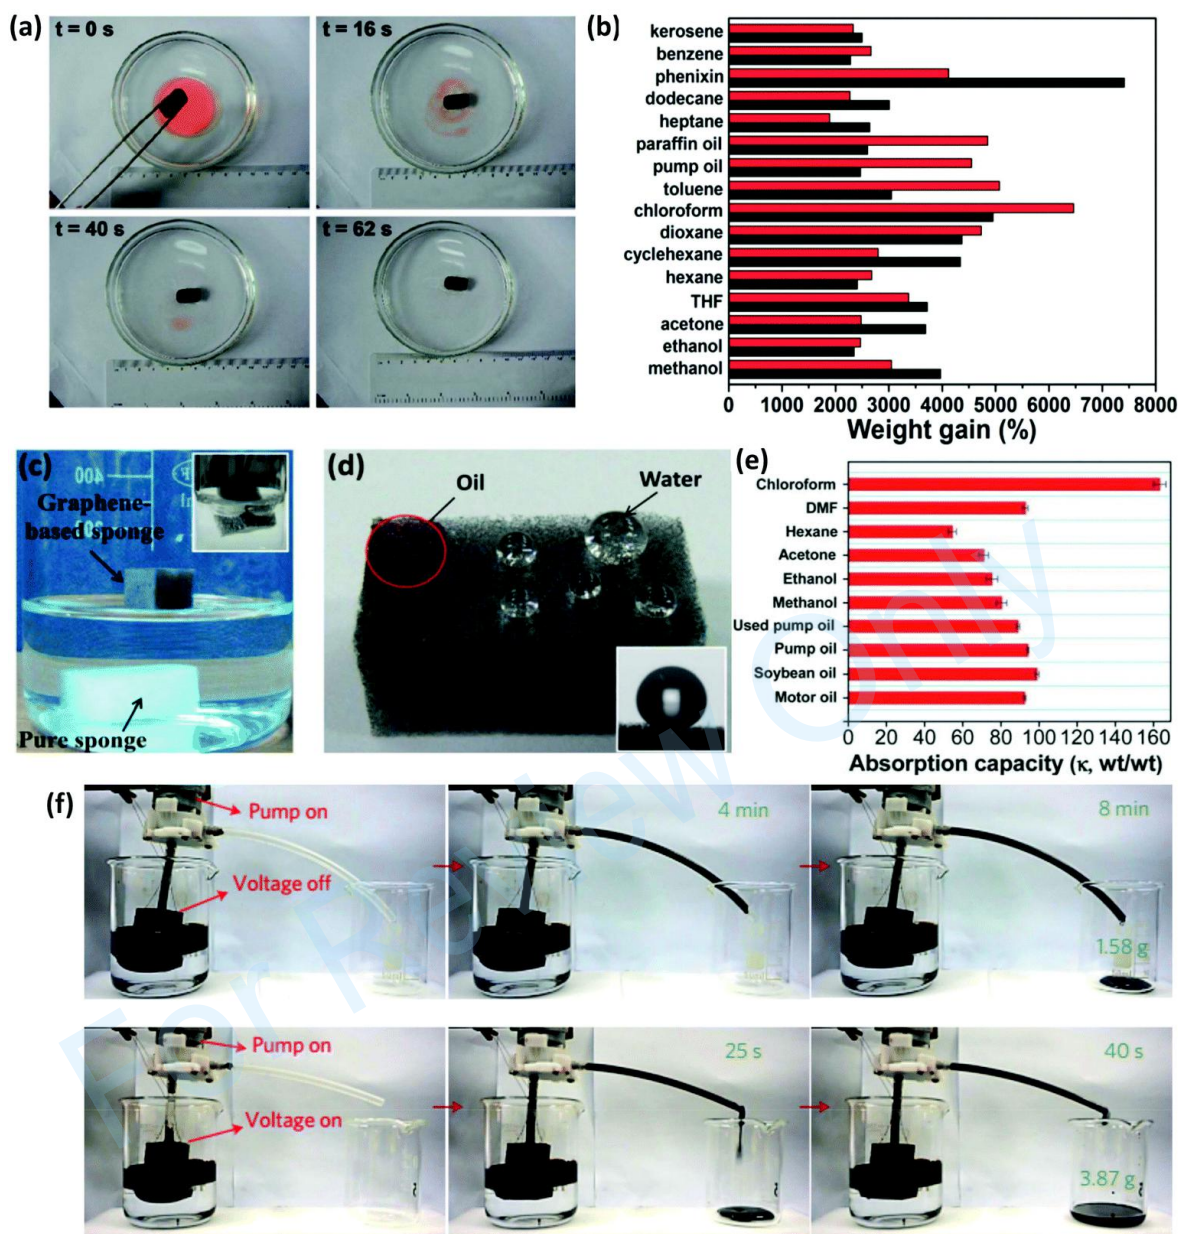 (a)
t = 0 s
t = 16 s
t = 40 s
t = 62 s
(b)
kerosene
benzene
phenixin
dodecane
heptane
paraffin oil
pump oil
toluene
chloroform
dioxane
cyclehexane
hexane
THF
acetone
ethanol
methanol
0 1000 2000 3000 4000 5000 6000 7000 8000
Weight gain (%)
(c)
400
Graphene-
based sponge
Pure sponge
(d)
Oil
Water
(e)
Chloroform
DMF
Hexane
Acetone
Ethanol
Methanol
Used pump oil
Pump oil
Soybean oil
Motor oil
0 20 40 60 80 100 120 140 160
Absorption capacity (κ, wt/wt)
(f)
Pump on
Voltage off
4 min
8 min
1.58 g
Pump on
Voltage on
25 s
40 s
3.87 g
For Review Only